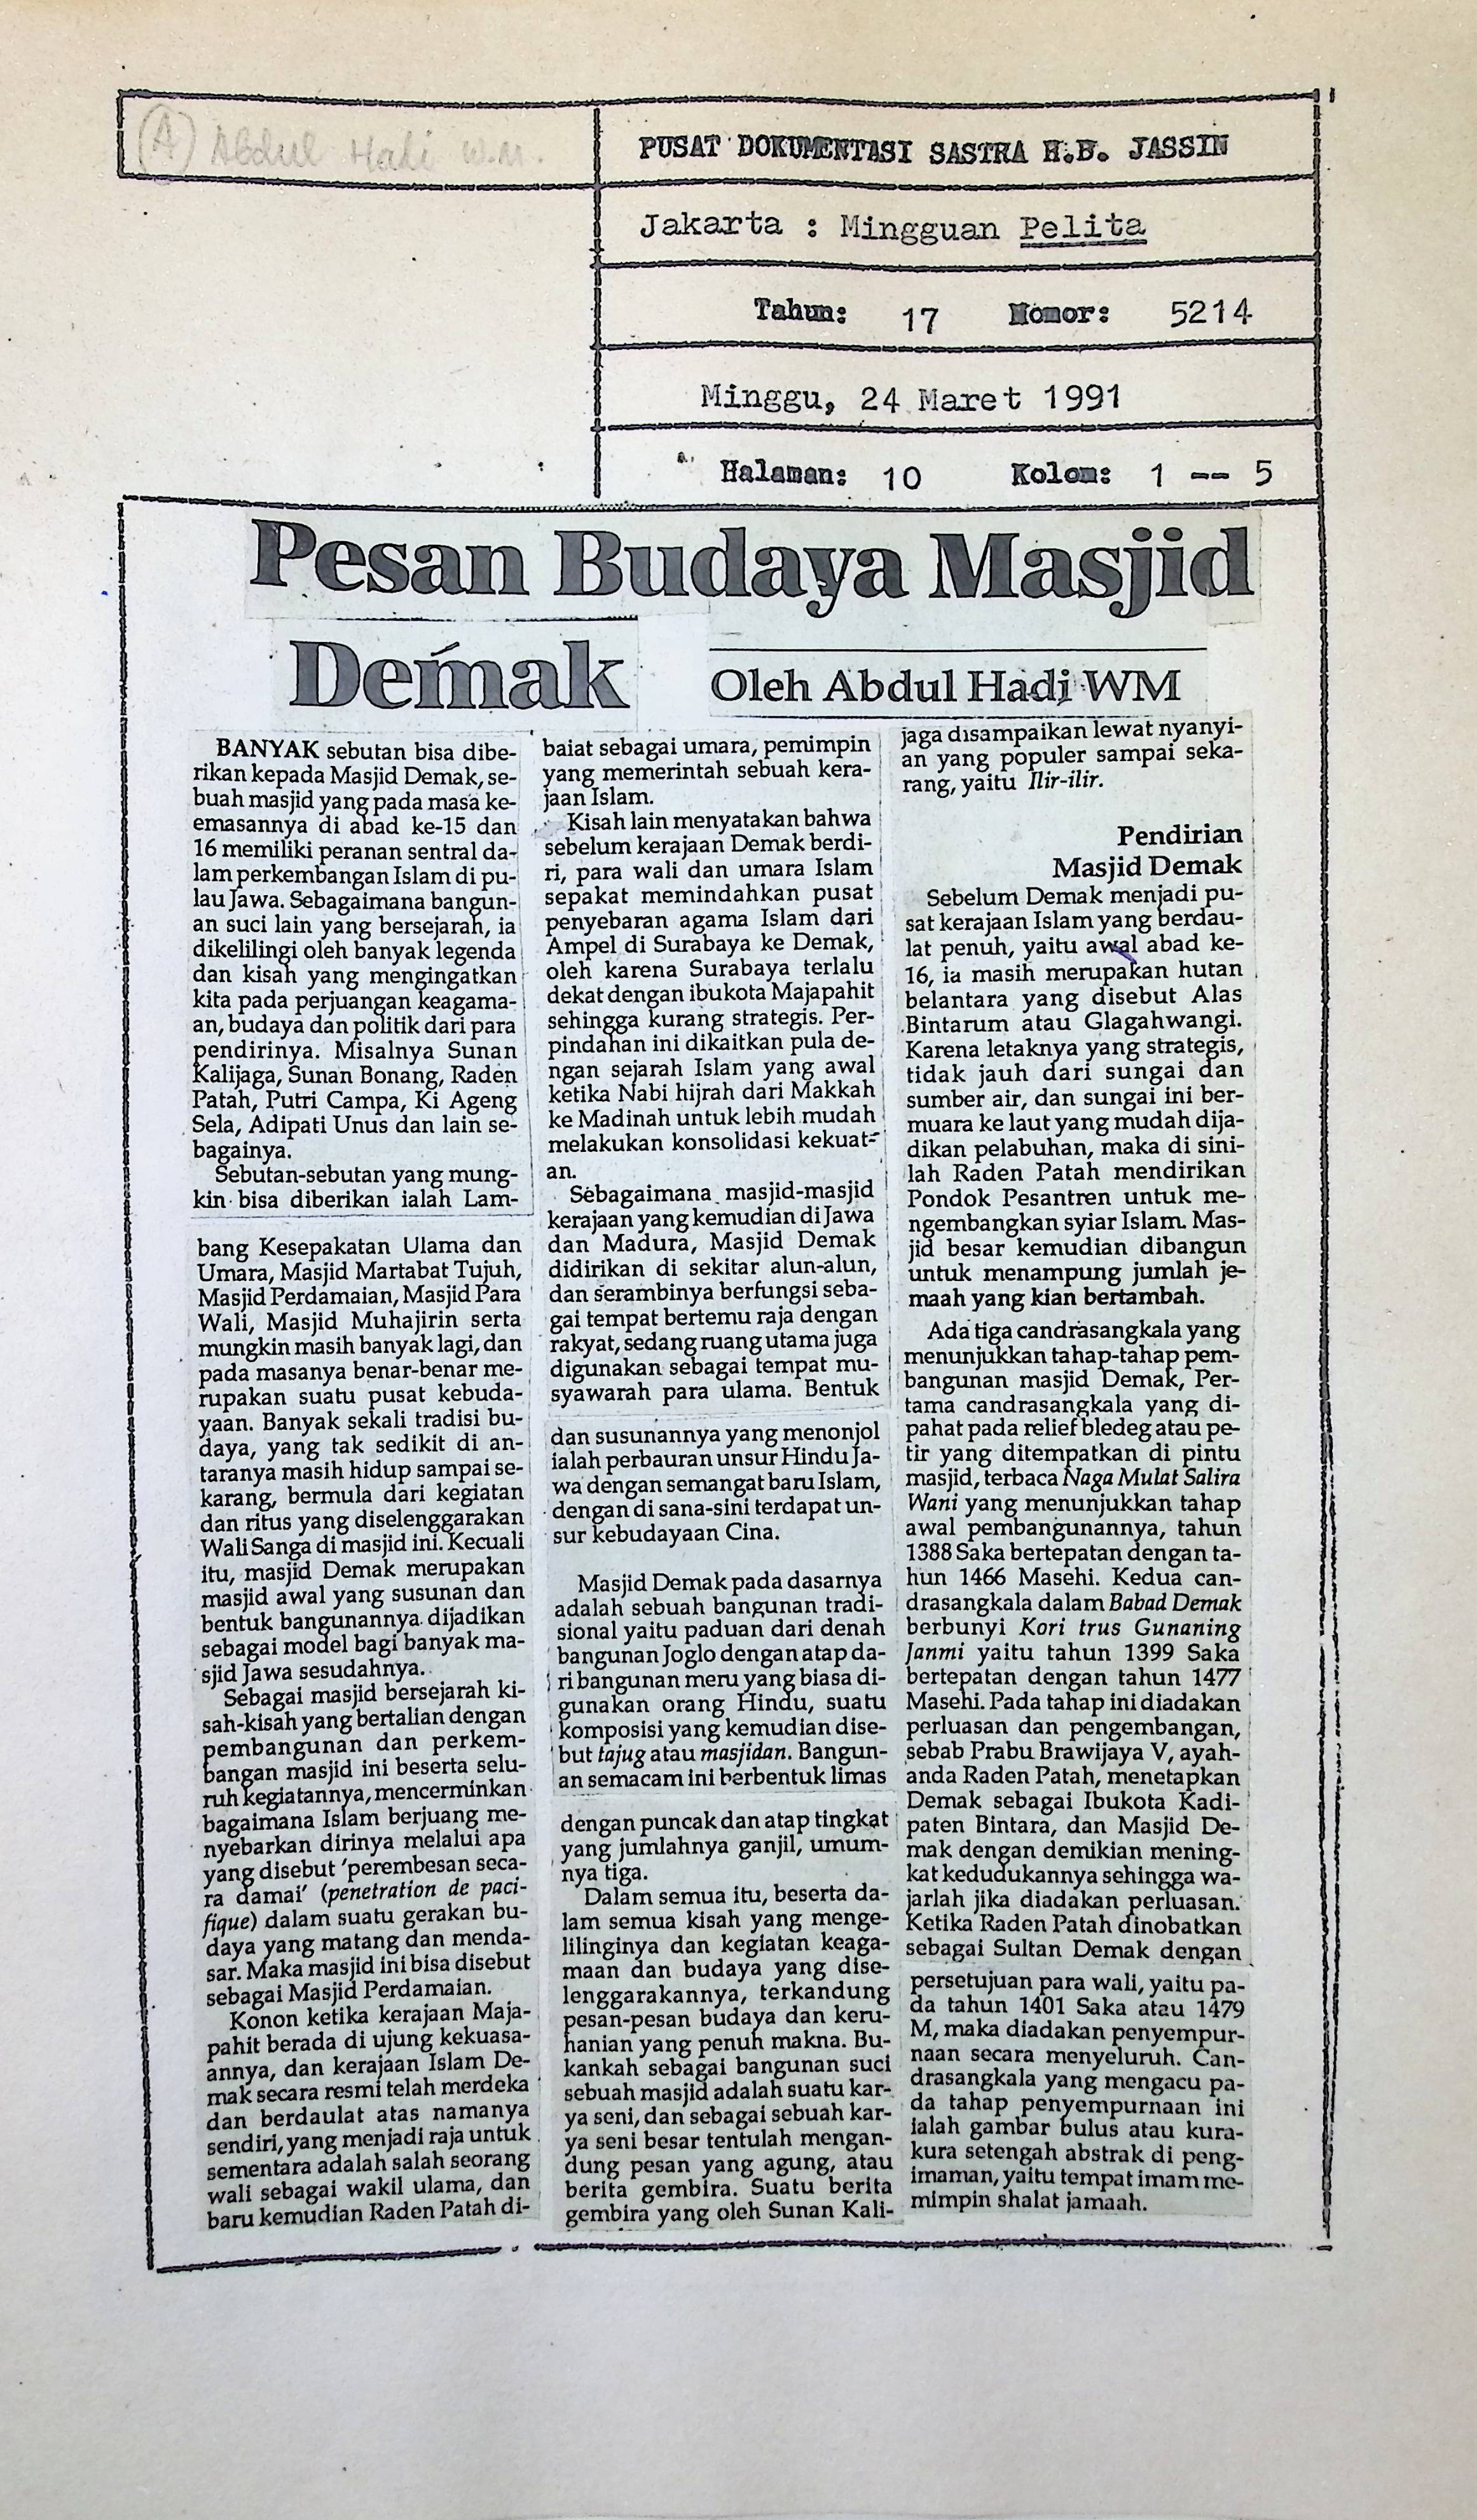 (A) Abdul Hadi W.M.
PUSAT DOKUMENTASI SASTRA H.B. JASSIN
Jakarta : Mingguan Pelita
Tahun: 17 Nomor: 5214
Minggu, 24 Maret 1991
Halaman: 10 Kolom: 1 -- 5
Pesan Budaya Masjid
Demak
Oleh Abdul Hadi WM
BANYAK sebutan bisa dibe-
rikan kepada Masjid Demak, se-
buah masjid yang pada masa ke-
emasannya di abad ke-15 dan
16 memiliki peranan sentral da-
lam perkembangan Islam di pu-
lau Jawa. Sebagaimana bangun-
an suci lain yang bersejarah, ia
dikelilingi oleh banyak legenda
dan kisah yang mengingatkan
kita pada perjuangan keagama-
an, budaya dan politik dari para
pendirinya. Misalnya Sunan
Kalijaga, Sunan Bonang, Raden
Patah, Putri Campa, Ki Ageng
Sela, Adipati Unus dan lain se-
bagainya.
Sebutan-sebutan yang mung-
kin bisa diberikan ialah Lam-
bang Kesepakatan Ulama dan
Umara, Masjid Martabat Tujuh,
Masjid Perdamaian, Masjid Para
Wali, Masjid Muhajirin serta
mungkin masih banyak lagi, dan
pada masanya benar-benar me-
rupakan suatu pusat kebuda-
yaan. Banyak sekali tradisi bu-
daya, yang tak sedikit di an-
taranya masih hidup sampai se-
karang, bermula dari kegiatan
dan ritus yang diselenggarakan
Wali Sanga di masjid ini. Kecuali
itu, masjid Demak merupakan
masjid awal yang susunan dan
bentuk bangunannya dijadikan
sebagai model bagi banyak ma-
sjid Jawa sesudahnya.
Sebagai masjid bersejarah ki-
sah-kisah yang bertalian dengan
pembangunan dan perkem-
bangan masjid ini beserta selu-
ruh kegiatannya, mencerminkan
bagaimana Islam berjuang me-
nyebarkan dirinya melalui apa
yang disebut 'perembesan seca-
ra damai' (penetration de paci-
fique) dalam suatu gerakan bu-
daya yang matang dan menda-
sar. Maka masjid ini bisa disebut
sebagai Masjid Perdamaian.
Konon ketika kerajaan Maja-
pahit berada di ujung kekuasa-
annya, dan kerajaan Islam De-
mak secara resmi telah merdeka
dan berdaulat atas namanya
sendiri, yang menjadi raja untuk
sementara adalah salah seorang
wali sebagai wakil ulama, dan
baru kemudian Raden Patah di-
baiat sebagai umara, pemimpin
yang memerintah sebuah kera-
jaan Islam.
Kisah lain menyatakan bahwa
sebelum kerajaan Demak berdi-
ri, para wali dan umara Islam
sepakat memindahkan pusat
penyebaran agama Islam dari
Ampel di Surabaya ke Demak,
oleh karena Surabaya terlalu
dekat dengan ibukota Majapahit
sehingga kurang strategis. Per-
pindahan ini dikaitkan pula de-
ngan sejarah Islam yang awal
ketika Nabi hijrah dari Makkah
ke Madinah untuk lebih mudah
melakukan konsolidasi kekuat-
an.
Sebagaimana masjid-masjid
kerajaan yang kemudian di Jawa
dan Madura, Masjid Demak
didirikan di sekitar alun-alun,
dan serambinya berfungsi seba-
gai tempat bertemu raja dengan
rakyat, sedang ruang utama juga
digunakan sebagai tempat mu-
syawarah para ulama. Bentuk
dan susunannya yang menonjol
ialah perbauran unsur Hindu Ja-
wa dengan semangat baru Islam,
dengan di sana-sini terdapat un-
sur kebudayaan Cina.
Masjid Demak pada dasarnya
adalah sebuah bangunan tradi-
sional yaitu paduan dari denah
bangunan Joglo dengan atap da-
ri bangunan meru yang biasa di-
gunakan orang Hindu, suatu
komposisi yang kemudian dise-
but tajug atau masjidan. Bangun-
an semacam ini berbentuk limas
dengan puncak dan atap tingkat
yang jumlahnya ganjil, umum-
nya tiga.
Dalam semua itu, beserta da-
lam semua kisah yang menge-
lilinginya dan kegiatan keaga-
maan dan budaya yang dise-
lenggarakannya, terkandung
pesan-pesan budaya dan keru-
hanian yang penuh makna. Bu-
kankah sebagai bangunan suci
sebuah masjid adalah suatu kar-
ya seni, dan sebagai sebuah kar-
ya seni besar tentulah mengan-
dung pesan yang agung, atau
berita gembira. Suatu berita
gembira yang oleh Sunan Kali-
jaga disampaikan lewat nyanyi-
an yang populer sampai seka-
rang, yaitu Ilir-ilir.
Pendirian
Masjid Demak
Sebelum Demak menjadi pu-
sat kerajaan Islam yang berdau-
lat penuh, yaitu awal abad ke-
16, ia masih merupakan hutan
belantara yang disebut Alas
Bintarum atau Glagahwangi.
Karena letaknya yang strategis,
tidak jauh dari sungai dan
sumber air, dan sungai ini ber-
muara ke laut yang mudah dija-
dikan pelabuhan, maka di sini-
lah Raden Patah mendirikan
Pondok Pesantren untuk me-
ngembangkan syiar Islam. Mas-
jid besar kemudian dibangun
untuk menampung jumlah je-
maah yang kian bertambah.
Ada tiga candrasangkala yang
menunjukkan tahap-tahap pem-
bangunan masjid Demak, Per-
tama candrasangkala yang di-
pahat pada relief bledeg atau pe-
tir yang ditempatkan di pintu
masjid, terbaca Naga Mulat Salira
Wani yang menunjukkan tahap
awal pembangunannya, tahun
1388 Saka bertepatan dengan ta-
hun 1466 Masehi. Kedua can-
drasangkala dalam Babad Demak
berbunyi Kori trus Gunaning
Janmi yaitu tahun 1399 Saka
bertepatan dengan tahun 1477
Masehi. Pada tahap ini diadakan
perluasan dan pengembangan,
sebab Prabu Brawijaya V, ayah-
anda Raden Patah, menetapkan
Demak sebagai Ibukota Kadi-
paten Bintara, dan Masjid De-
mak dengan demikian mening-
kat kedudukannya sehingga wa-
jarlah jika diadakan perluasan.
Ketika Raden Patah dinobatkan
sebagai Sultan Demak dengan
persetujuan para wali, yaitu pa-
da tahun 1401 Saka atau 1479
M, maka diadakan penyempur-
naan secara menyeluruh. Can-
drasangkala yang mengacu pa-
da tahap penyempurnaan ini
ialah gambar bulus atau kura-
kura setengah abstrak di peng-
imaman, yaitu tempat imam me-
mimpin shalat jamaah.